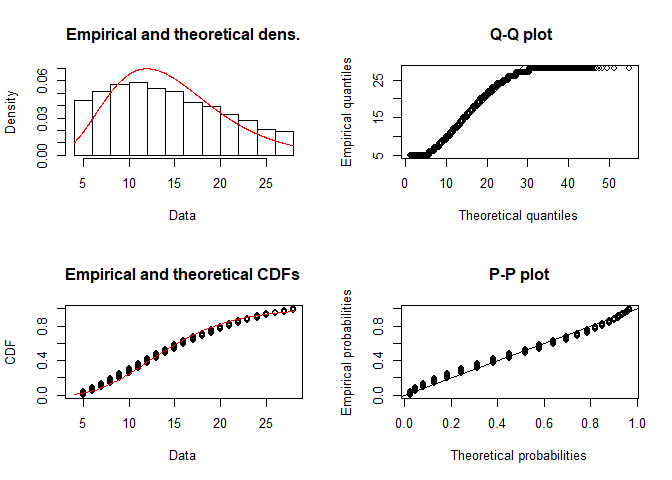 Empirical and theoretical dens.
Density
0.00 0.03 0.06
5 10 15 20 25
Data
Q-Q plot
Empirical quantiles
5 15 25
0 10 20 30 40 50
Theoretical quantiles
Empirical and theoretical CDFs
CDF
0.0 0.4 0.8
5 10 15 20 25
Data
P-P plot
Empirical probabilities
0.0 0.4 0.8
0.0 0.2 0.4 0.6 0.8 1.0
Theoretical probabilities